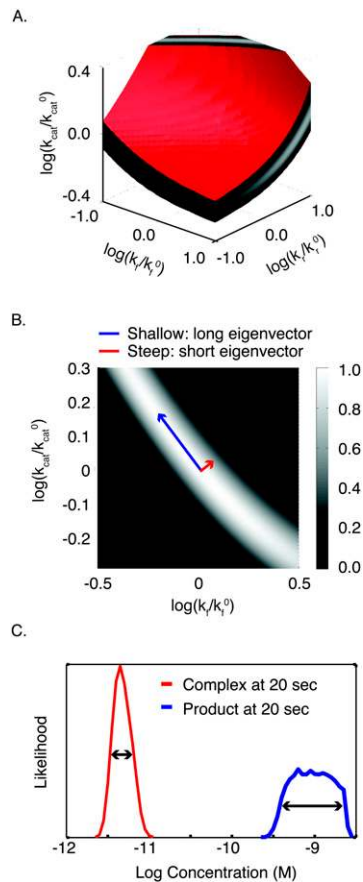 A.
0.4
0.0
-0.4
log(kcat/kcat⁰)
-1.0
0.0
1.0
log(kf/kf⁰)
-1.0
0.0
1.0
log(kr/kr⁰)
B.
Shallow: long eigenvector
Steep: short eigenvector
0.3
0.2
0.1
0
-0.1
-0.2
log(kcat/kcat⁰)
-0.5
0
0.5
log(kf/kf⁰)
1.0
0.8
0.6
0.4
0.2
0.0
C.
Complex at 20 sec
Product at 20 sec
Likelihood
-12
-11
-10
-9
Log Concentration (M)